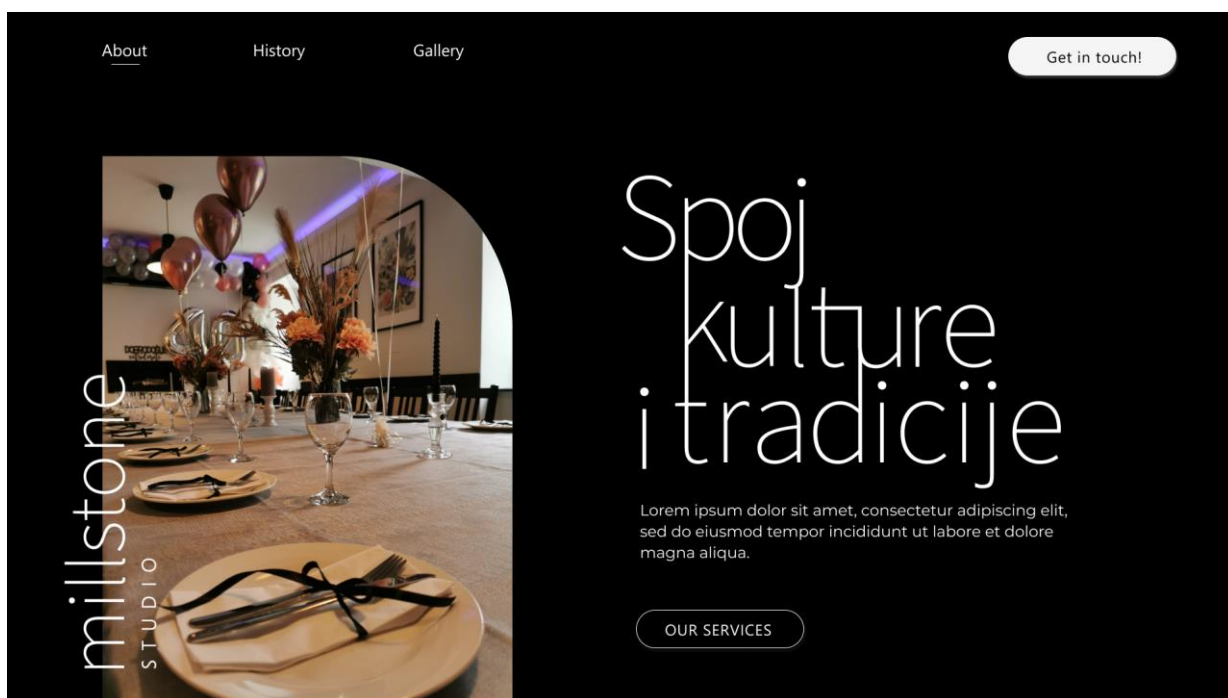 About
History
Gallery
Get in touch!
Spoj
kulture
i tradicije
Lorem ipsum dolor sit amet, consectetur adipiscing elit,
sed do eiusmod tempor incididunt ut labore et dolore
magna aliqua.
OUR SERVICES
millstone
STUDIO